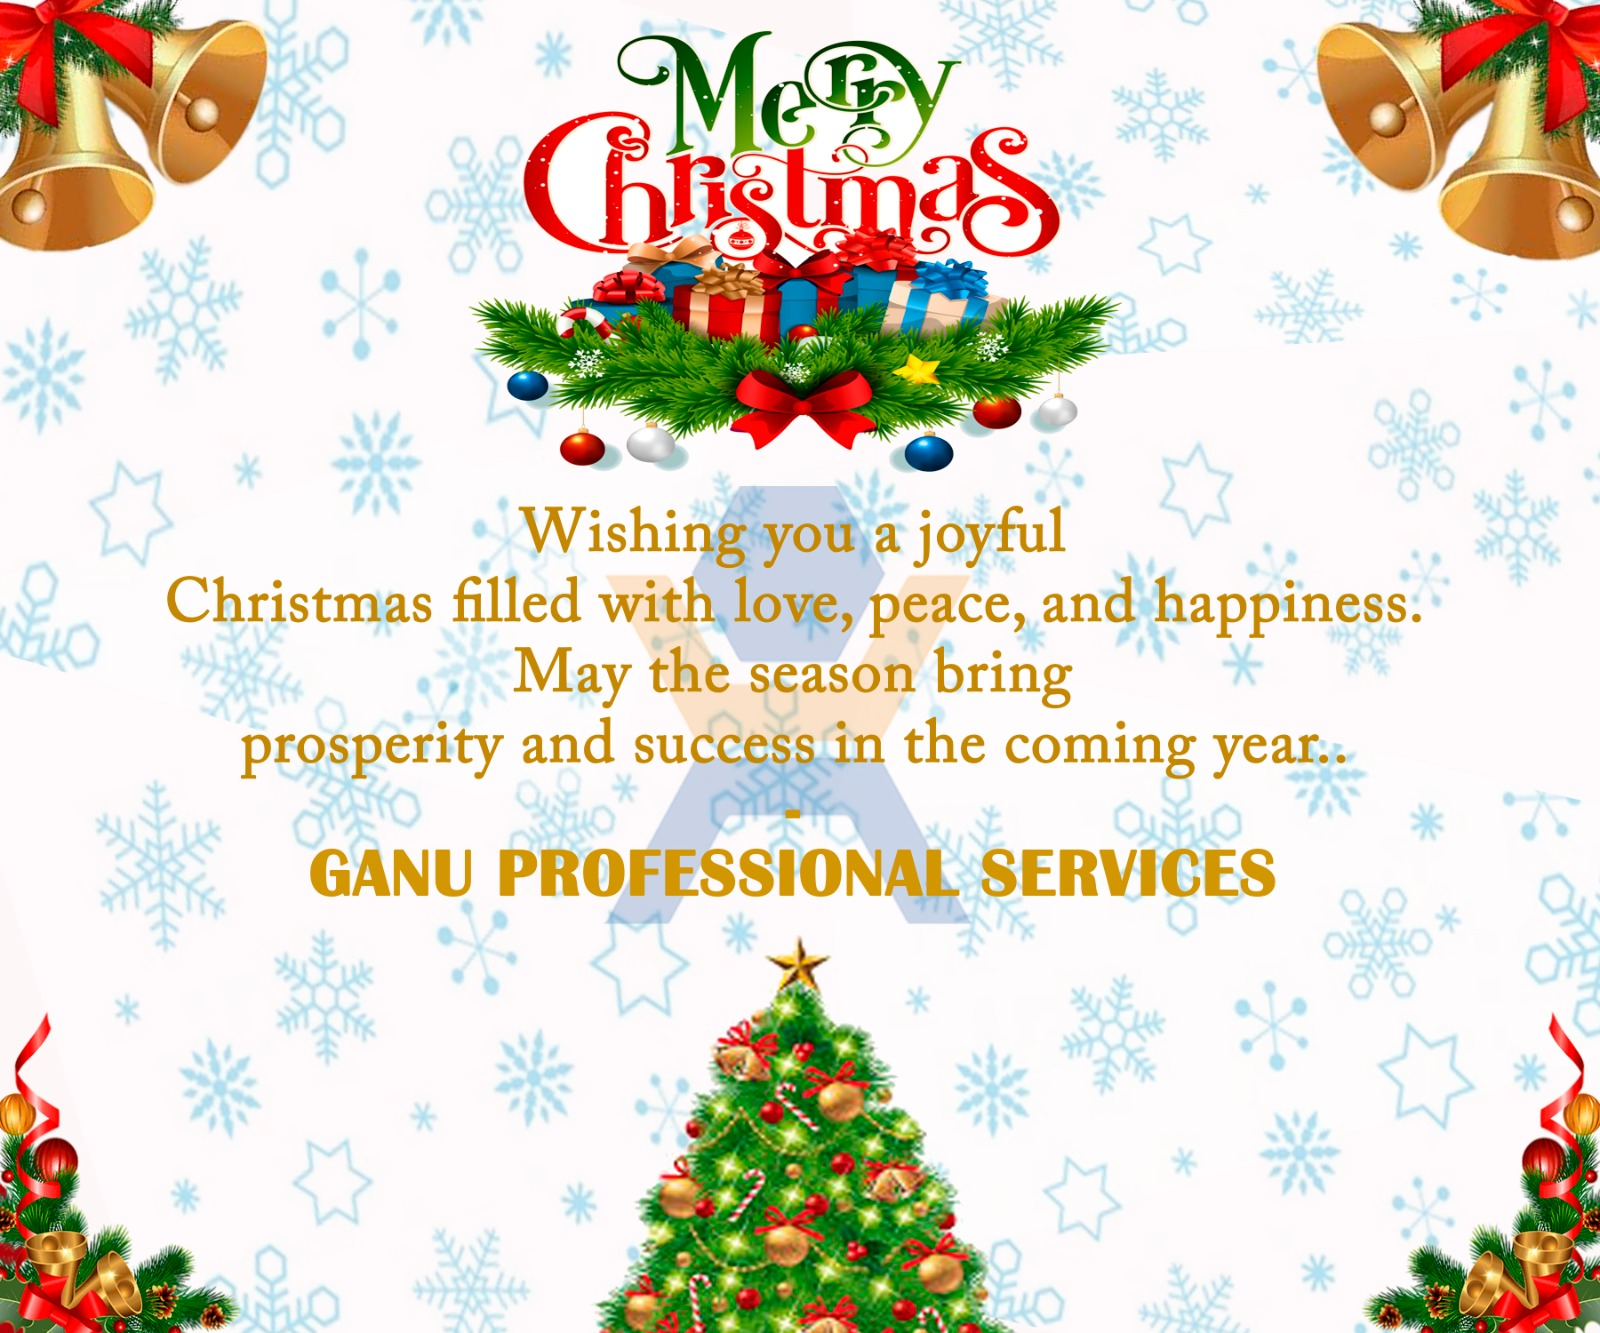 Merry
Christmas
Wishing you a joyful
Christmas filled with love, peace, and happiness.
May the season bring
prosperity and success in the coming year..
-
GANU PROFESSIONAL SERVICES